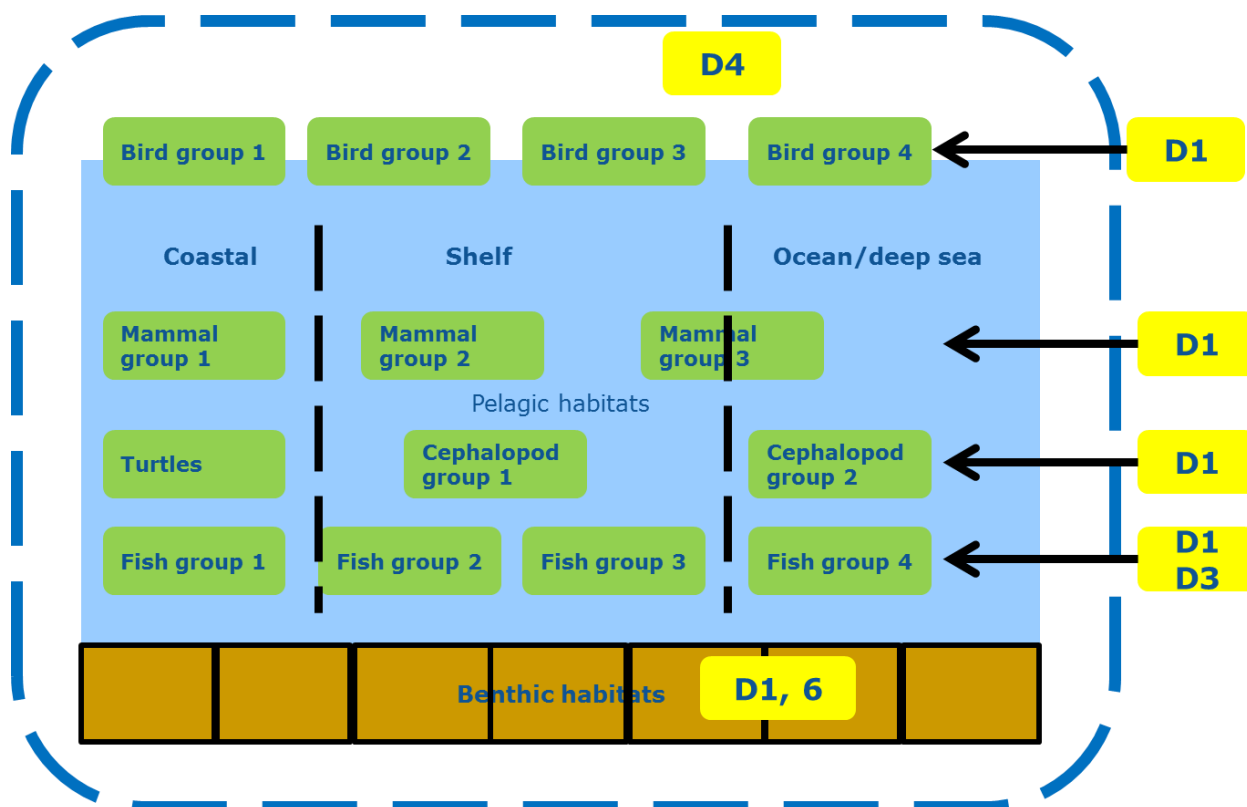 D4
Bird group 1
Bird group 2
Bird group 3
Bird group 4
D1
Coastal
Shelf
Ocean/deep sea
Mammal
group 1
Mammal
group 2
Mammal
group 3
D1
Pelagic habitats
Turtles
Cephalopod
group 1
Cephalopod
group 2
D1
Fish group 1
Fish group 2
Fish group 3
Fish group 4
D1
D3
Benthic habitats
D1, 6